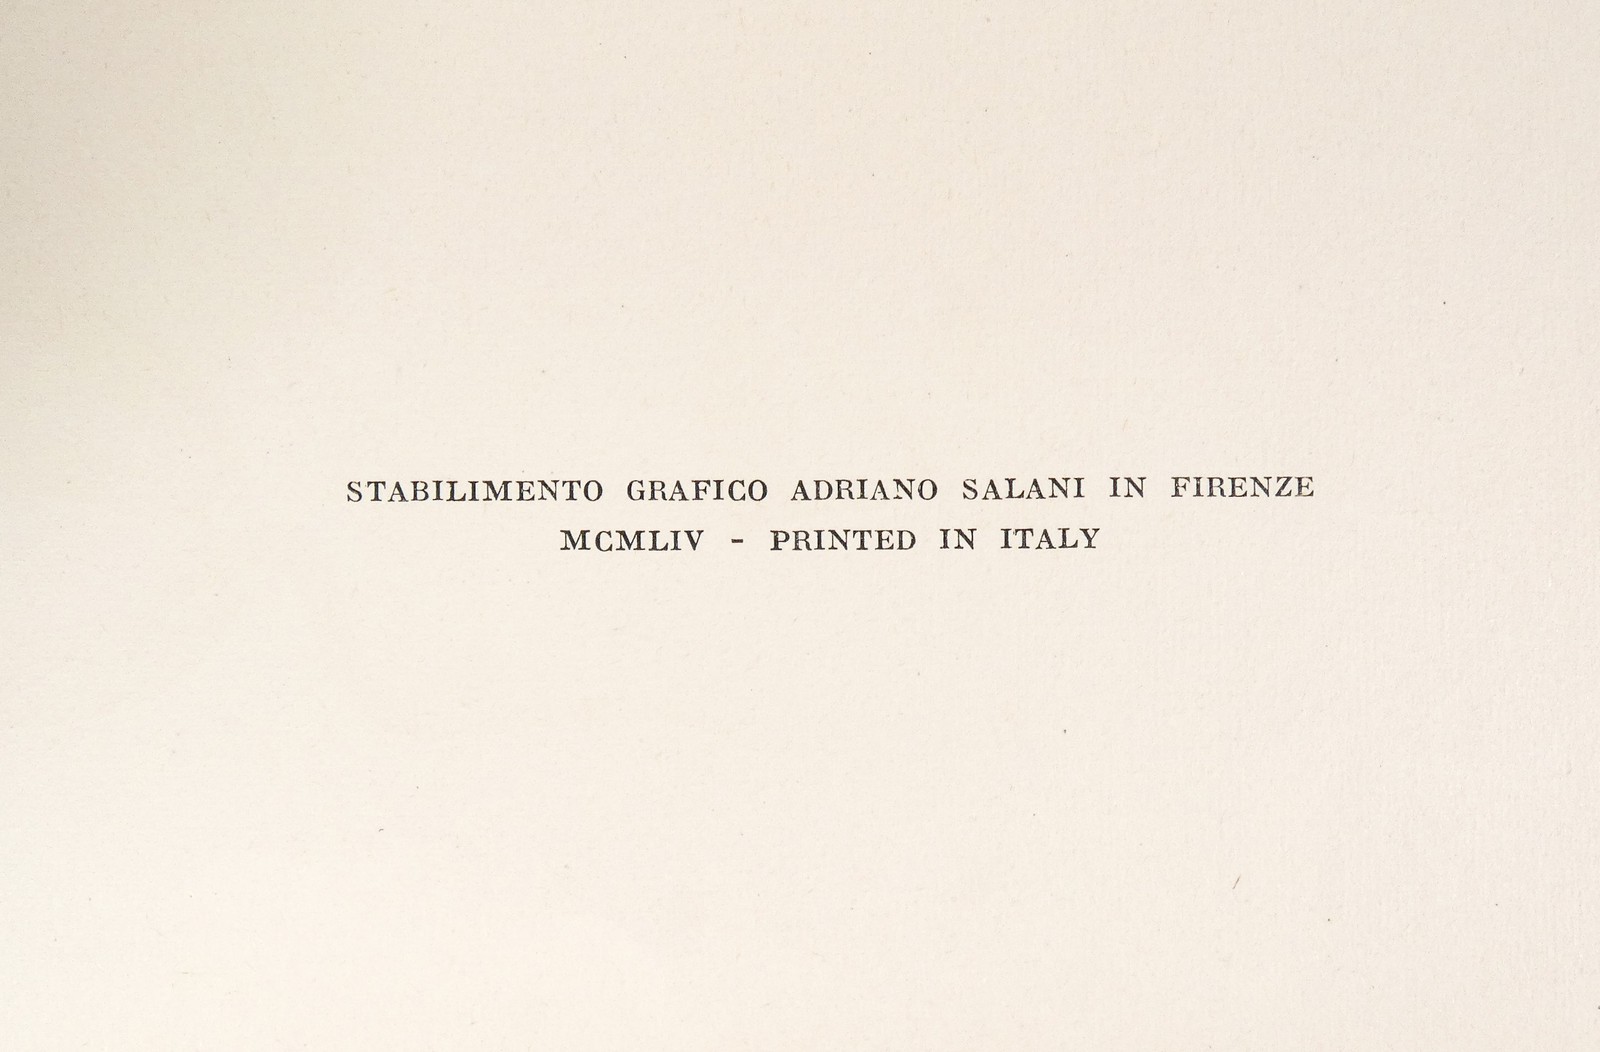 STABILIMENTO GRAFICO ADRIANO SALANI IN FIRENZE
MCMLIV - PRINTED IN ITALY